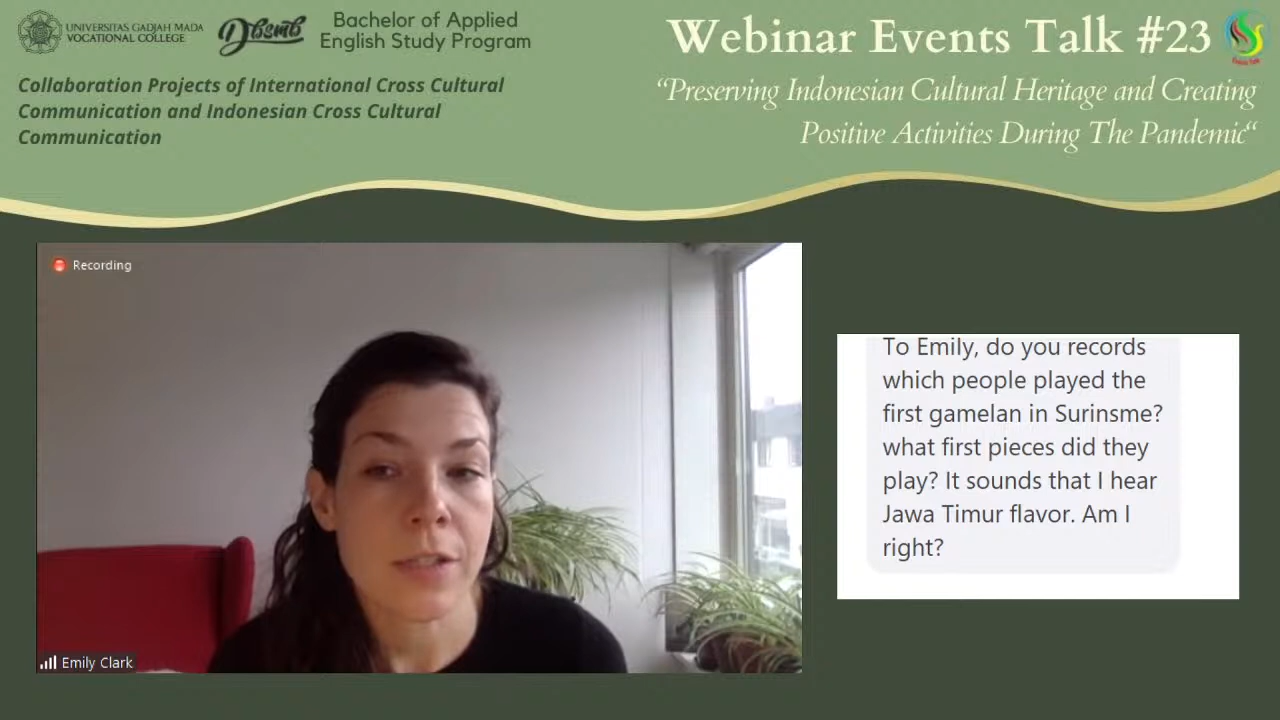 UNIVERSITAS GADJAH MADA
VOCATIONAL COLLEGE
Dbsmb
Bachelor of Applied
English Study Program
Collaboration Projects of International Cross Cultural
Communication and Indonesian Cross Cultural
Communication
Webinar Events Talk #23
“Preserving Indonesian Cultural Heritage and Creating
Positive Activities During The Pandemic“
Recording
Emily Clark
To Emily, do you records
which people played the
first gamelan in Surinsme?
what first pieces did they
play? It sounds that I hear
Jawa Timur flavor. Am I
right?